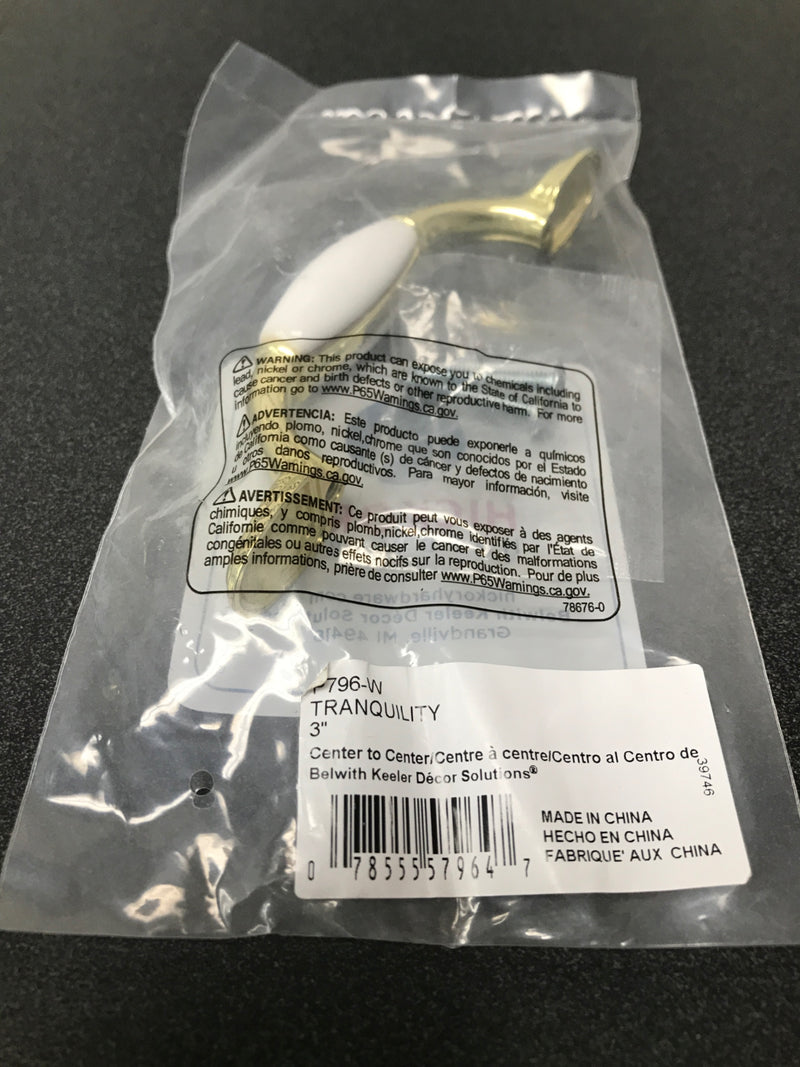 WARNING: This product can expose you to chemicals including
lead, nickel or chrome, which are known to the State of California to
cause cancer and birth defects or other reproductive harm. For more
information go to www.P65Warnings.ca.gov.
ADVERTENCIA: Este producto puede exponerle a químicos
incluyendo plomo, nickel,chrome que son conocidos por el Estado
de California como causante (s) de cáncer y defectos de nacimiento
u otros danos reproductivos. Para mayor información, visite
www.P65Warnings.ca.gov.
AVERTISSEMENT: Ce produit peut vous exposer à des agents
chimiques, y compris plomb,nickel,chrome identifiés par l'État de
Californie comme pouvant causer le cancer et des malformations
congénitales ou autres effets nocifs sur la reproduction. Pour de plus
amples informations, prière de consulter www.P65Warnings.ca.gov.
78676-0
hickoryhardware.com
Belwith Keeler Décor Solut
Grandville, MI 4941
P796-W
TRANQUILITY
3"
Center to Center/Centre à centre/Centro al Centro de
Belwith Keeler Décor Solutions®
39746
MADE IN CHINA
HECHO EN CHINA
FABRIQUE' AUX CHINA
0 78555 57964 7